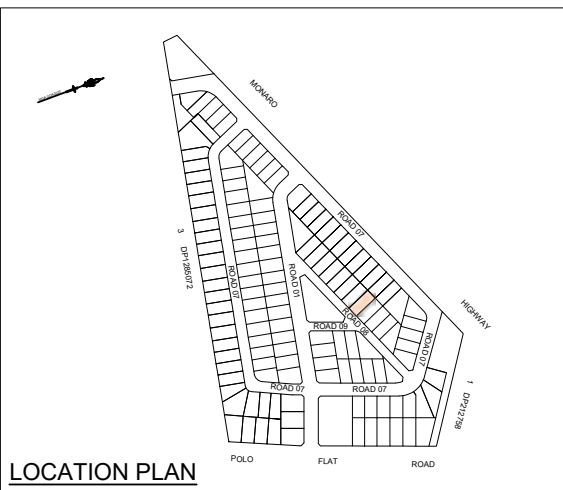 MONARO
HIGHWAY
ROAD 07
3 DP1285072
ROAD 07
ROAD 01
ROAD 08
ROAD 09
ROAD 07
1 DP212758
ROAD 07
ROAD 07
POLO FLAT ROAD
LOCATION PLAN